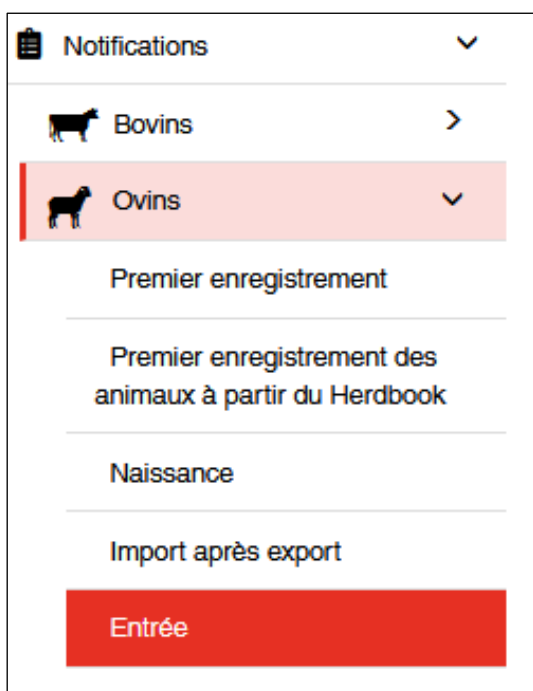 Notifications
Bovins
Ovins
Premier enregistrement
Premier enregistrement des
animaux à partir du Herdbook
Naissance
Import après export
Entrée